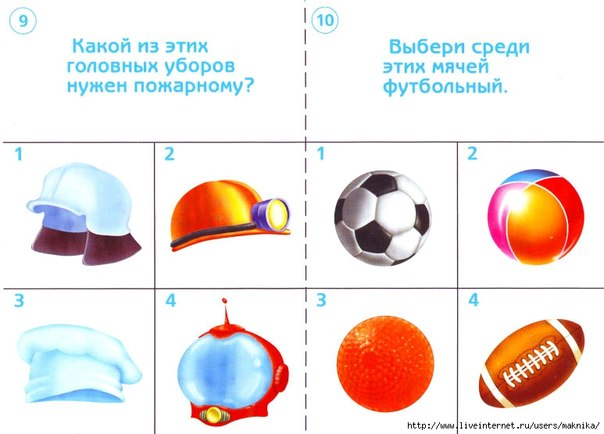 9
Какой из этих
головных уборов
нужен пожарному?
1
2
3
4
10
Выбери среди
этих мячей
футбольный.
1
2
3
4
http://www.liveinternet.ru/users/maknika/